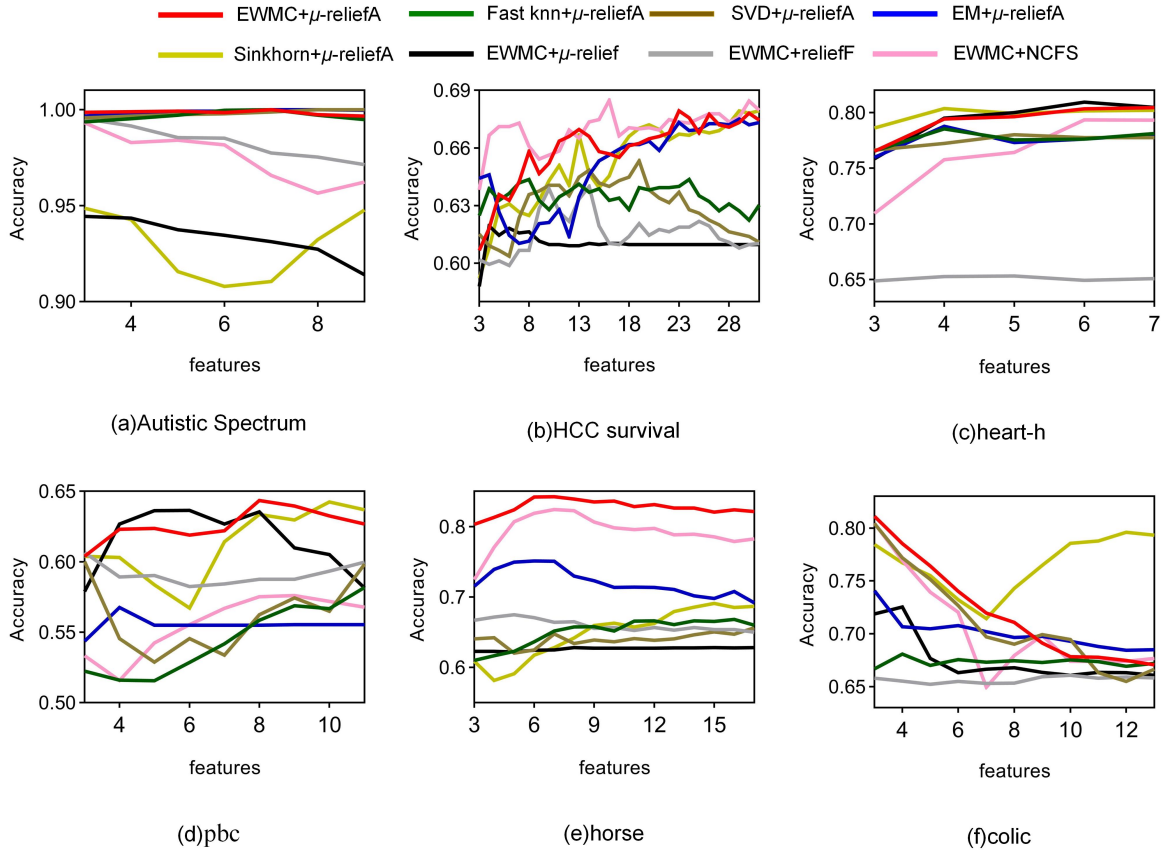 EWMC+μ-reliefA Fast knn+μ-reliefA SVD+μ-reliefA EM+μ-reliefA
Sinkhorn+μ-reliefA EWMC+μ-relief EWMC+reliefF EWMC+NCFS
Accuracy
1.00
0.95
0.90
4 6 8
features
(a)Autistic Spectrum
Accuracy
0.69
0.66
0.63
0.60
3 8 13 18 23 28
features
(b)HCC survival
Accuracy
0.80
0.75
0.70
0.65
3 4 5 6 7
features
(c)heart-h
Accuracy
0.65
0.60
0.55
0.50
4 6 8 10
features
(d)pbc
Accuracy
0.8
0.7
0.6
3 6 9 12 15
features
(e)horse
Accuracy
0.80
0.75
0.70
0.65
4 6 8 10 12
features
(f)colic